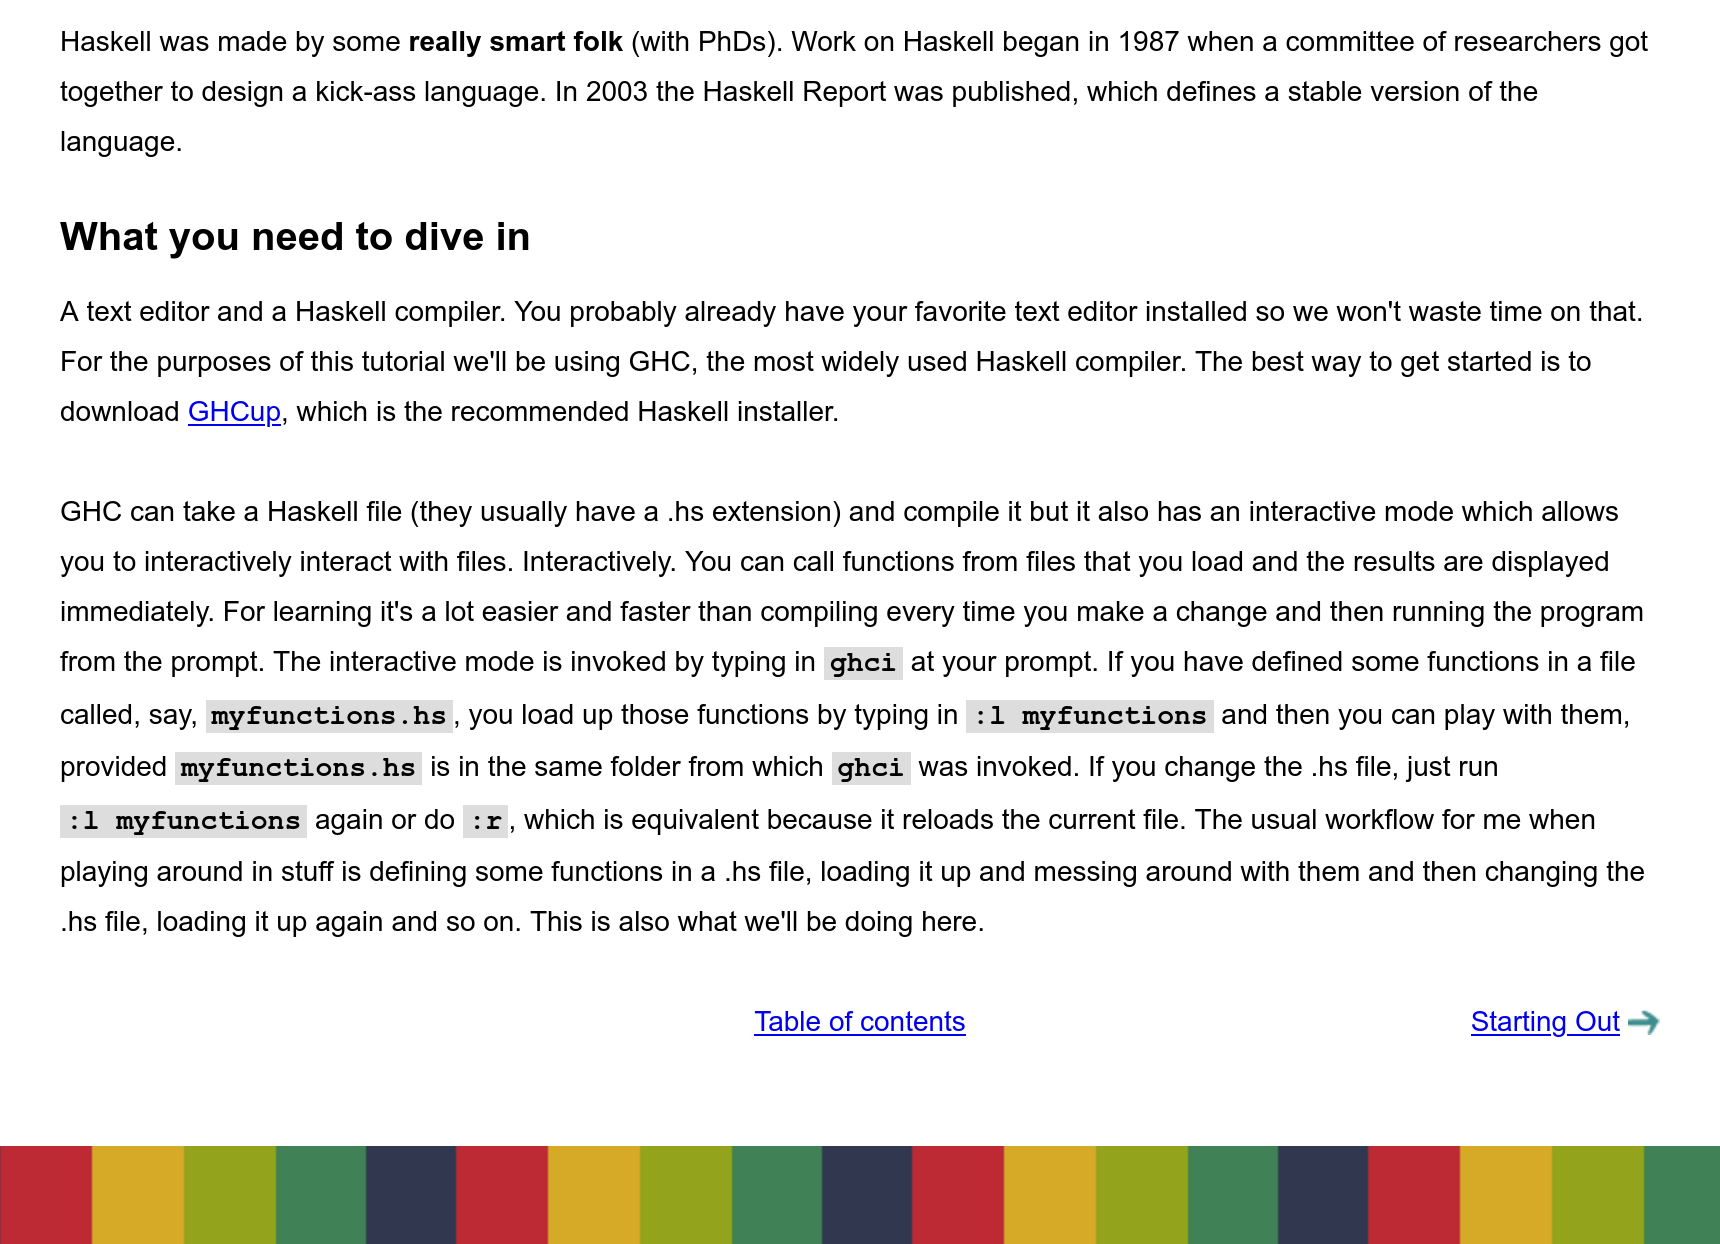 Haskell was made by some really smart folk (with PhDs). Work on Haskell began in 1987 when a committee of researchers got
together to design a kick-ass language. In 2003 the Haskell Report was published, which defines a stable version of the
language.
What you need to dive in
A text editor and a Haskell compiler. You probably already have your favorite text editor installed so we won't waste time on that.
For the purposes of this tutorial we'll be using GHC, the most widely used Haskell compiler. The best way to get started is to
download GHCup, which is the recommended Haskell installer.
GHC can take a Haskell file (they usually have a .hs extension) and compile it but it also has an interactive mode which allows
you to interactively interact with files. Interactively. You can call functions from files that you load and the results are displayed
immediately. For learning it's a lot easier and faster than compiling every time you make a change and then running the program
from the prompt. The interactive mode is invoked by typing in ghci at your prompt. If you have defined some functions in a file
called, say, myfunctions.hs, you load up those functions by typing in :l myfunctions and then you can play with them,
provided myfunctions.hs is in the same folder from which ghci was invoked. If you change the .hs file, just run
:l myfunctions again or do :r, which is equivalent because it reloads the current file. The usual workflow for me when
playing around in stuff is defining some functions in a .hs file, loading it up and messing around with them and then changing the
.hs file, loading it up again and so on. This is also what we'll be doing here.
Table of contents
Starting Out